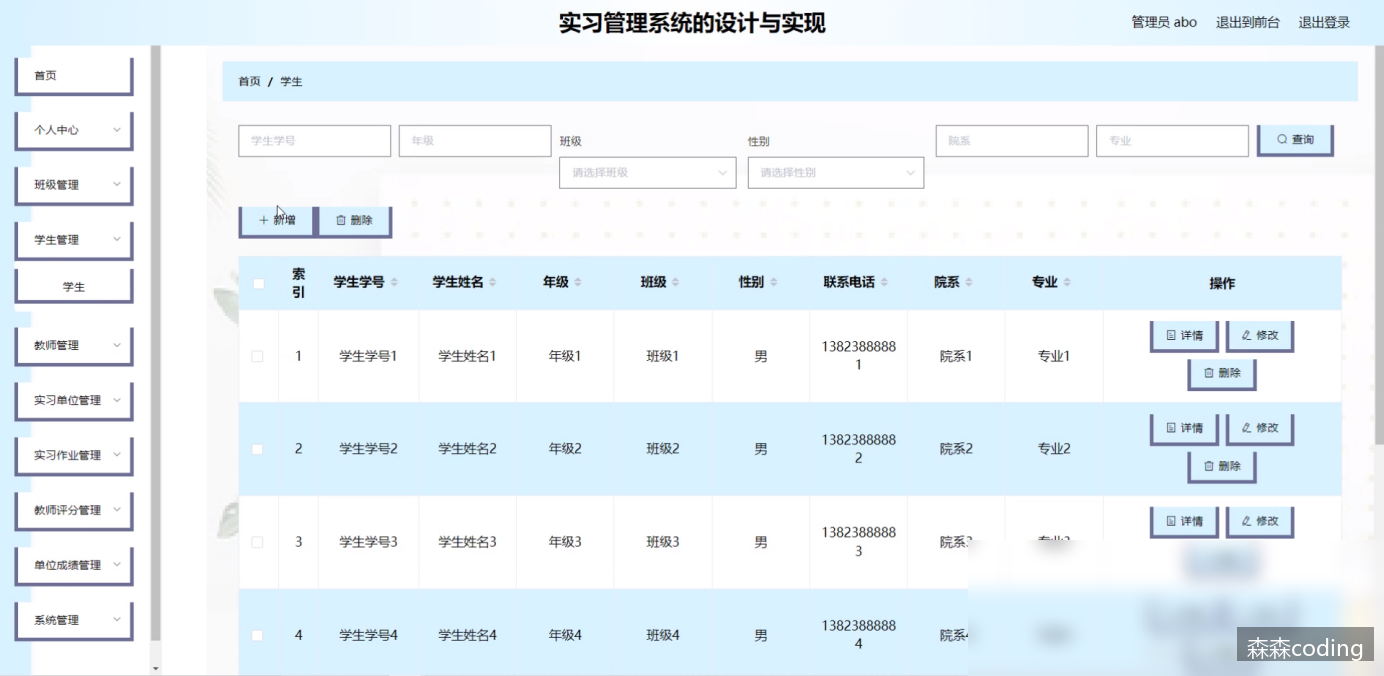 实习管理系统的设计与实现
管理员 abo 退出到前台 退出登录
首页
个人中心
班级管理
学生管理
学生
教师管理
实习单位管理
实习作业管理
教师评分管理
单位成绩管理
系统管理
首页 / 学生
学生学号 年级 班级 请选择班级 性别 请选择性别 院系 专业 查询
新增 删除
索引 学生学号 学生姓名 年级 班级 性别 联系电话 院系 专业 操作
1 学生学号1 学生姓名1 年级1 班级1 男 13823888881 院系1 专业1 详情 修改 删除
2 学生学号2 学生姓名2 年级2 班级2 男 13823888882 院系2 专业2 详情 修改 删除
3 学生学号3 学生姓名3 年级3 班级3 男 13823888883 院系3 专业3 详情 修改
4 学生学号4 学生姓名4 年级4 班级4 男 13823888884 院系4
森森coding